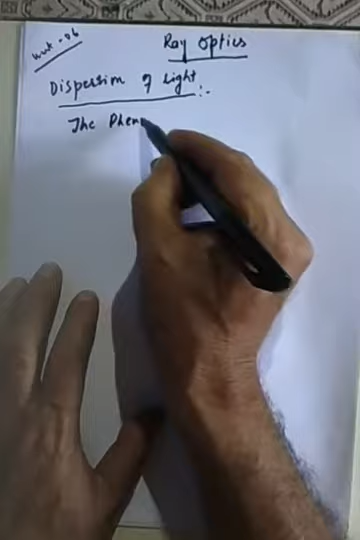 Ray Optics
Dispersion of Light :-
The Phen